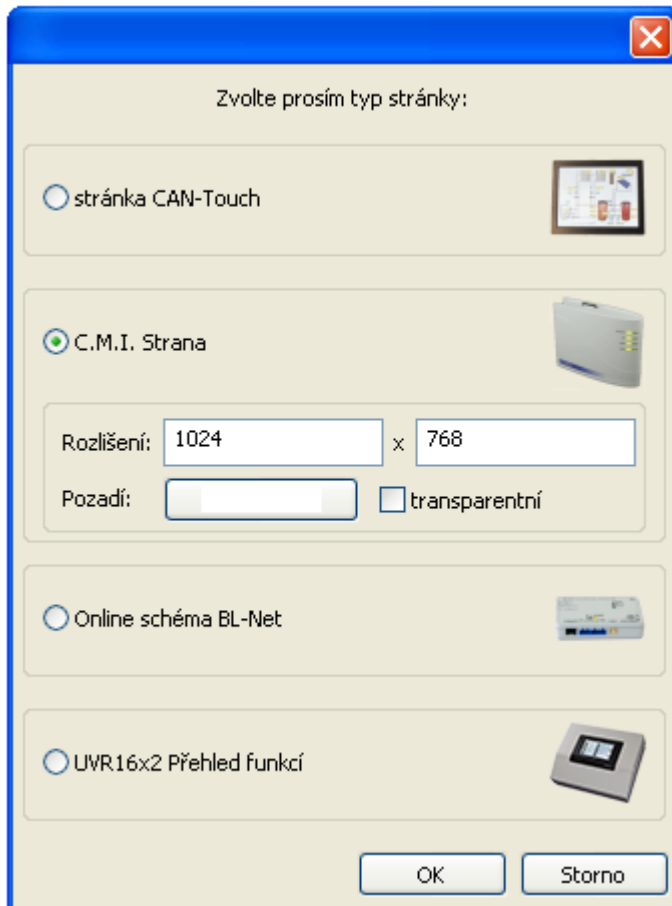 Zvolte prosím typ stránky:
stránka CAN-Touch
C.M.I. Strana
Rozlišení: 1024 x 768
Pozadí: transparentní
Online schéma BL-Net
UVR16x2 Přehled funkcí
OK Storno